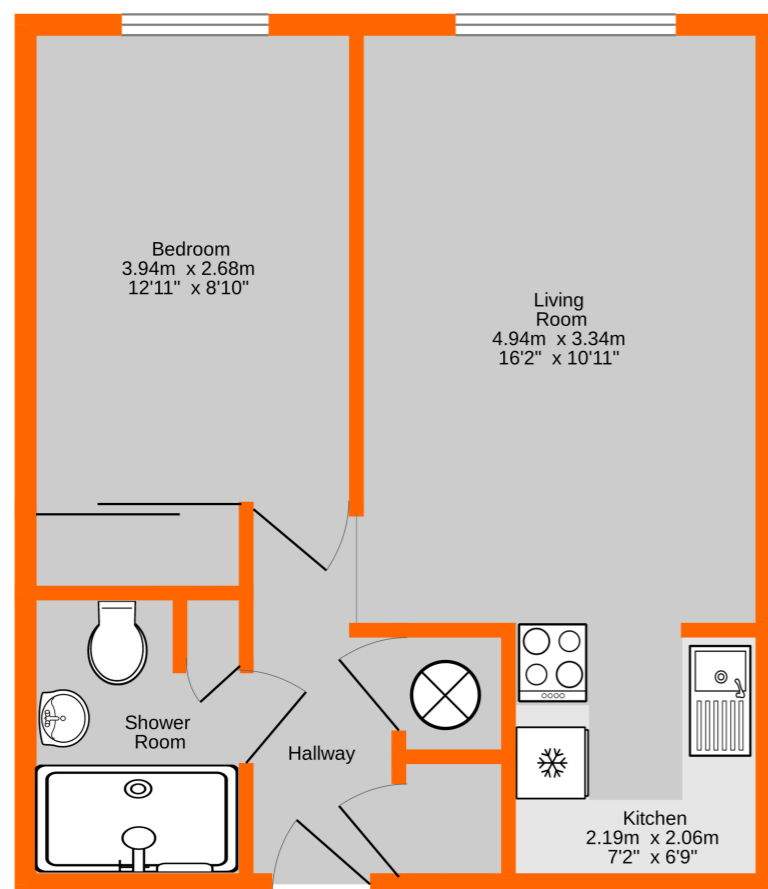 Bedroom
3.94m x 2.68m
12'11" x 8'10"
Living
Room
4.94m x 3.34m
16'2" x 10'11"
Shower
Room
Hallway
Kitchen
2.19m x 2.06m
7'2" x 6'9"